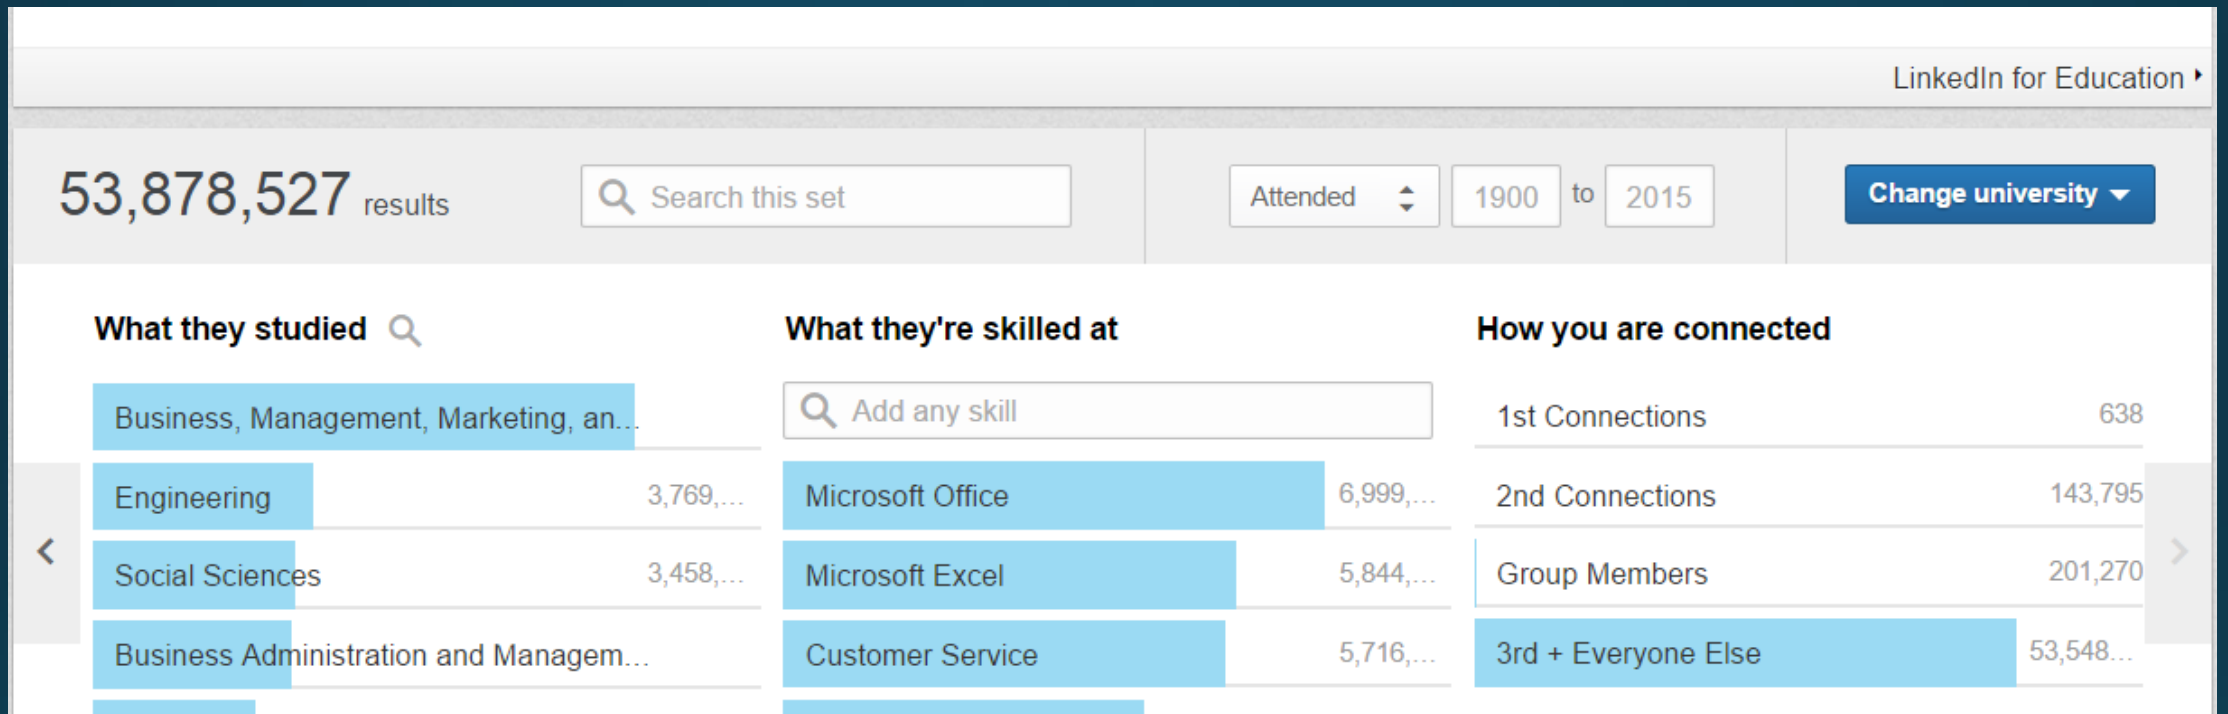 LinkedIn for Education
53,878,527 results
Search this set
Attended
1900 to 2015
Change university
What they studied
Business, Management, Marketing, an...
Engineering 3,769,...
Social Sciences 3,458,...
Business Administration and Managem...
What they're skilled at
Add any skill
Microsoft Office 6,999,...
Microsoft Excel 5,844,...
Customer Service 5,716,...
How you are connected
1st Connections 638
2nd Connections 143,795
Group Members 201,270
3rd + Everyone Else 53,548...